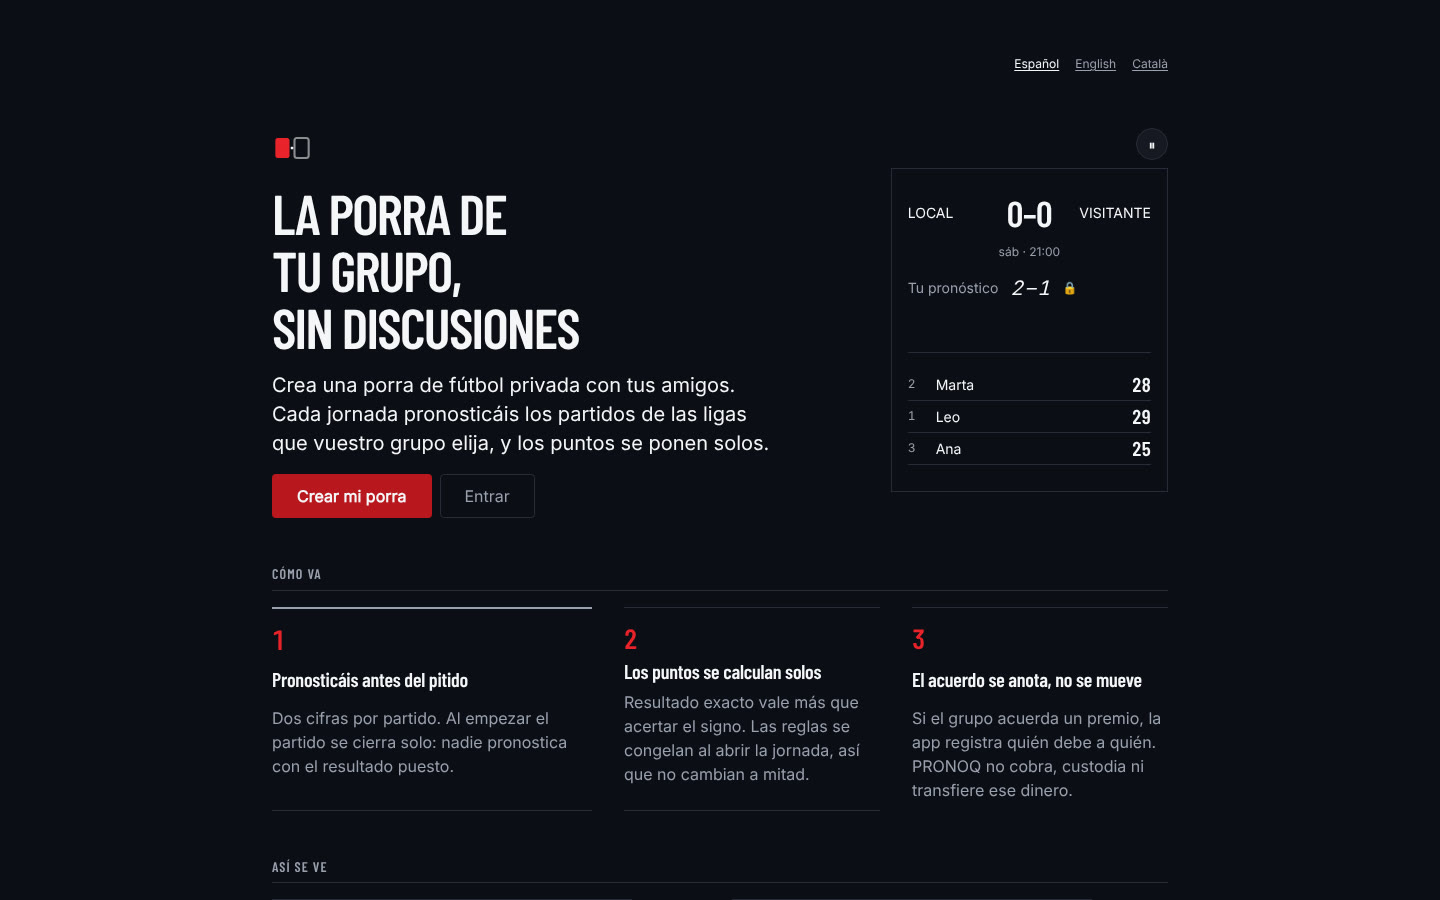 Español English Català
LA PORRA DE
TU GRUPO,
SIN DISCUSIONES
Crea una porra de fútbol privada con tus amigos.
Cada jornada pronosticáis los partidos de las ligas
que vuestro grupo elija, y los puntos se ponen solos.
Crear mi porra
Entrar
LOCAL 0–0 VISITANTE
sáb · 21:00
Tu pronóstico 2–1 🔒
2 Marta 28
1 Leo 29
3 Ana 25
CÓMO VA
1
Pronosticáis antes del pitido
Dos cifras por partido. Al empezar el
partido se cierra solo: nadie pronostica
con el resultado puesto.
2
Los puntos se calculan solos
Resultado exacto vale más que
acertar el signo. Las reglas se
congelan al abrir la jornada, así
que no cambian a mitad.
3
El acuerdo se anota, no se mueve
Si el grupo acuerda un premio, la
app registra quién debe a quién.
PRONOQ no cobra, custodia ni
transfiere ese dinero.
ASÍ SE VE